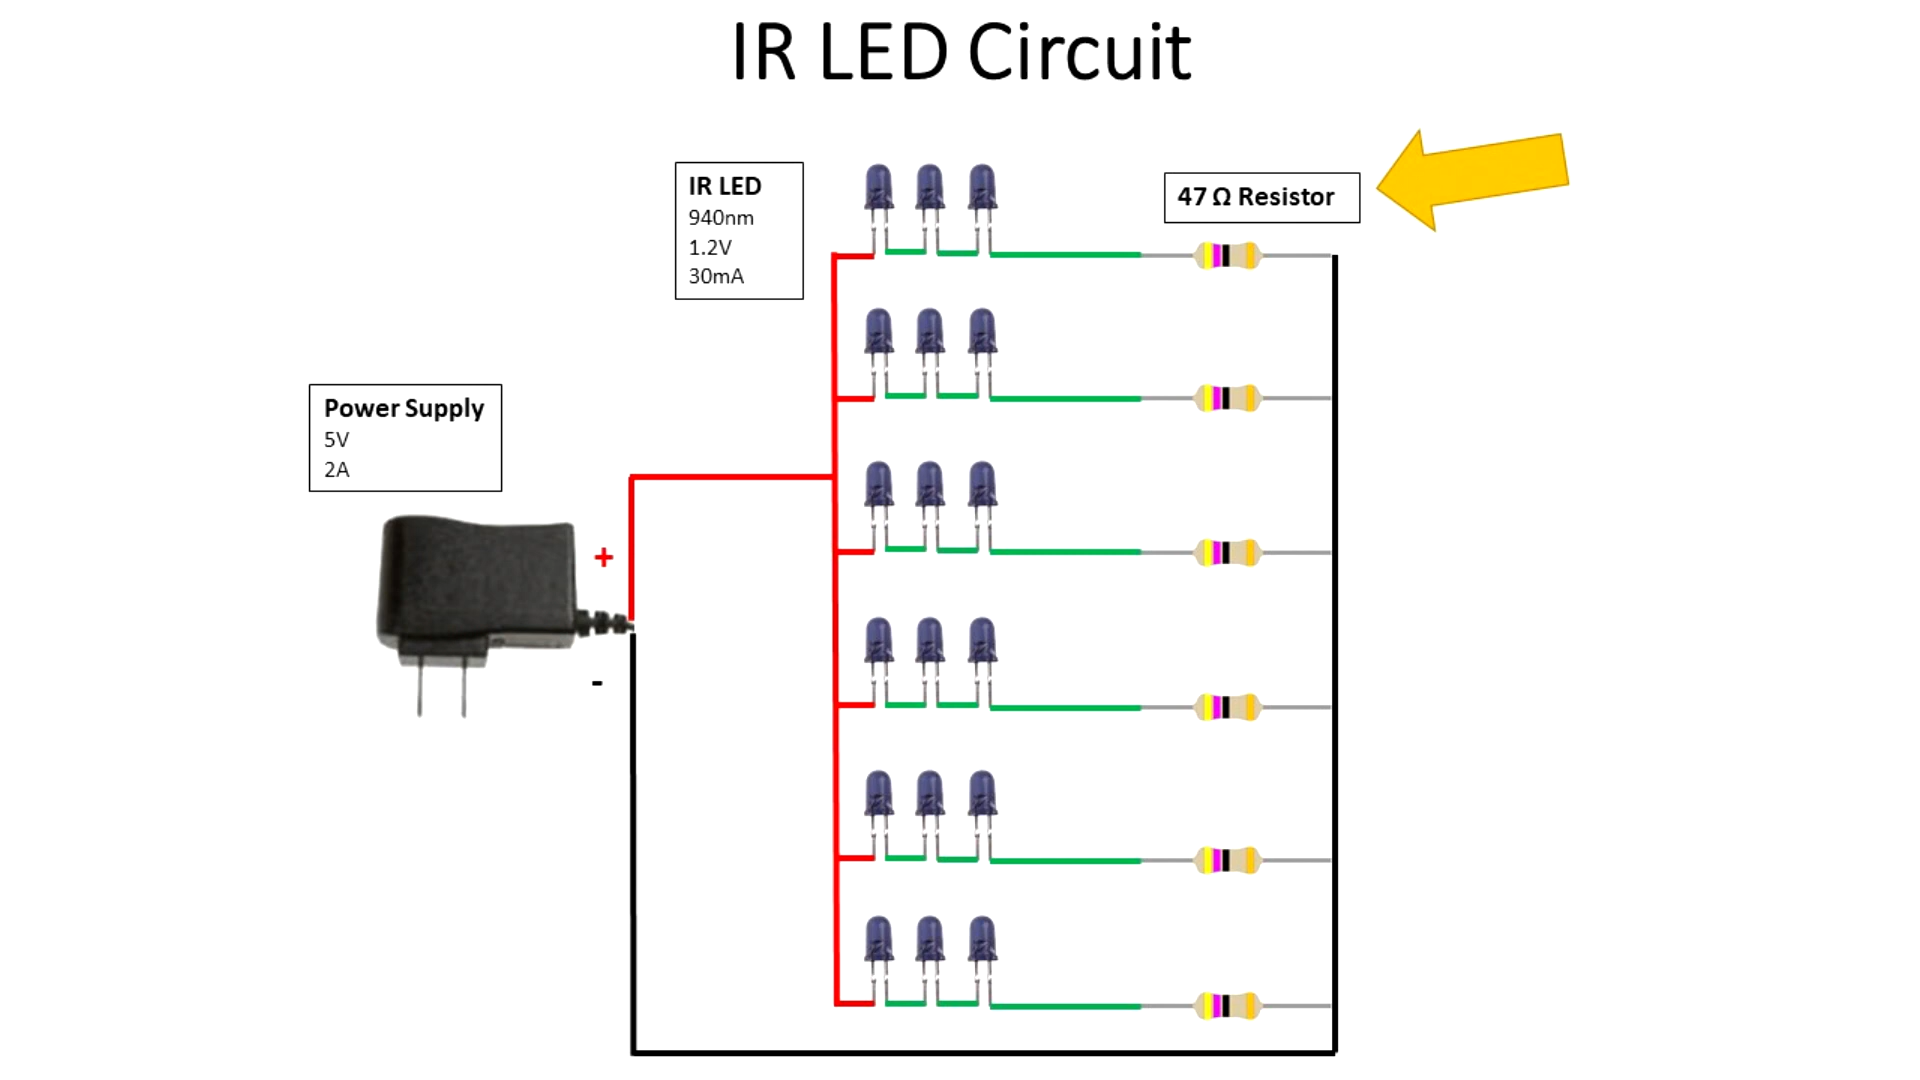 IR LED Circuit
IR LED
940nm
1.2V
30mA
47 Ω Resistor
Power Supply
5V
2A
+
-